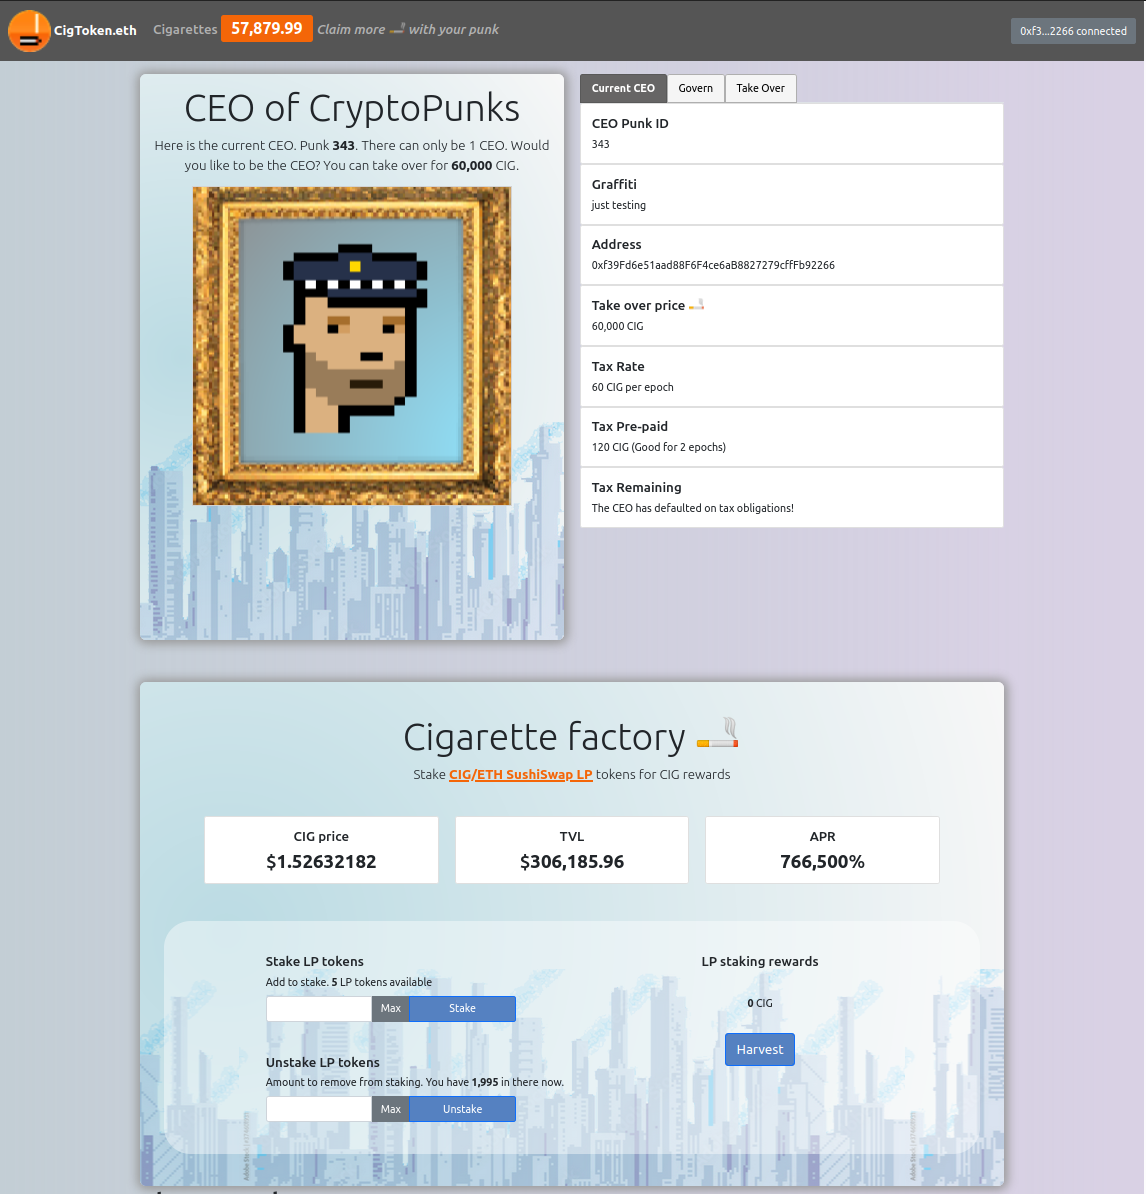 CigToken.eth Cigarettes 57,879.99 Claim more 🚬 with your punk 0xf3...2266 connected
CEO of CryptoPunks
Here is the current CEO. Punk 343. There can only be 1 CEO. Would
you like to be the CEO? You can take over for 60,000 CIG.
Current CEO Govern Take Over
CEO Punk ID
343
Graffiti
just testing
Address
0xf39Fd6e51aad88F6F4ce6aB8827279cffFb92266
Take over price 🚬
60,000 CIG
Tax Rate
60 CIG per epoch
Tax Pre-paid
120 CIG (Good for 2 epochs)
Tax Remaining
The CEO has defaulted on tax obligations!
Cigarette factory 🚬
Stake CIG/ETH SushiSwap LP tokens for CIG rewards
CIG price
$1.52632182
TVL
$306,185.96
APR
766,500%
Stake LP tokens
Add to stake. 5 LP tokens available
Max Stake
Unstake LP tokens
Amount to remove from staking. You have 1,995 in there now.
Max Unstake
LP staking rewards
0 CIG
Harvest